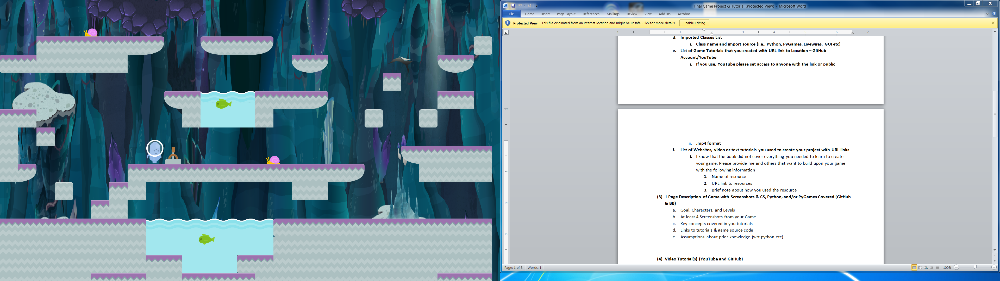 Final Game Project & Tutorial (Protected View) - Microsoft Word
File Home Insert Page Layout References Mailings Review View Add-Ins Acrobat
Protected View This file originated from an Internet location and might be unsafe. Click for more details. Enable Editing
1 1 2 3 4 5 6 7
d. Imported Classes List
i. Class name and import source (i.e., Python, PyGames, Livewires, GUI etc)
e. List of Game Tutorials that you created with URL link to Location – GitHub
Account/YouTube
i. If you use, YouTube please set access to anyone with the link or public
ii. .mp4 format
f. List of Websites, video or text tutorials you used to create your project with URL links
i. I know that the book did not cover everything you needed to learn to create
your game. Please provide me and others that want to build upon your game
with the following information
1. Name of resource
2. URL link to resources
3. Brief note about how you used the resource
(3) 1 Page Description of Game with Screenshots & CS, Python, and/or PyGames Covered (GitHub
& BB)
a. Goal, Characters, and Levels
b. At least 4 Screenshots from your Game
c. Key concepts covered in you tutorials
d. Links to tutorials & game source code
e. Assumptions about prior knowledge (wrt python etc)
(4) Video Tutorial(s) (YouTube and GitHub)
Page: 1 of 3 Words: 1 100%